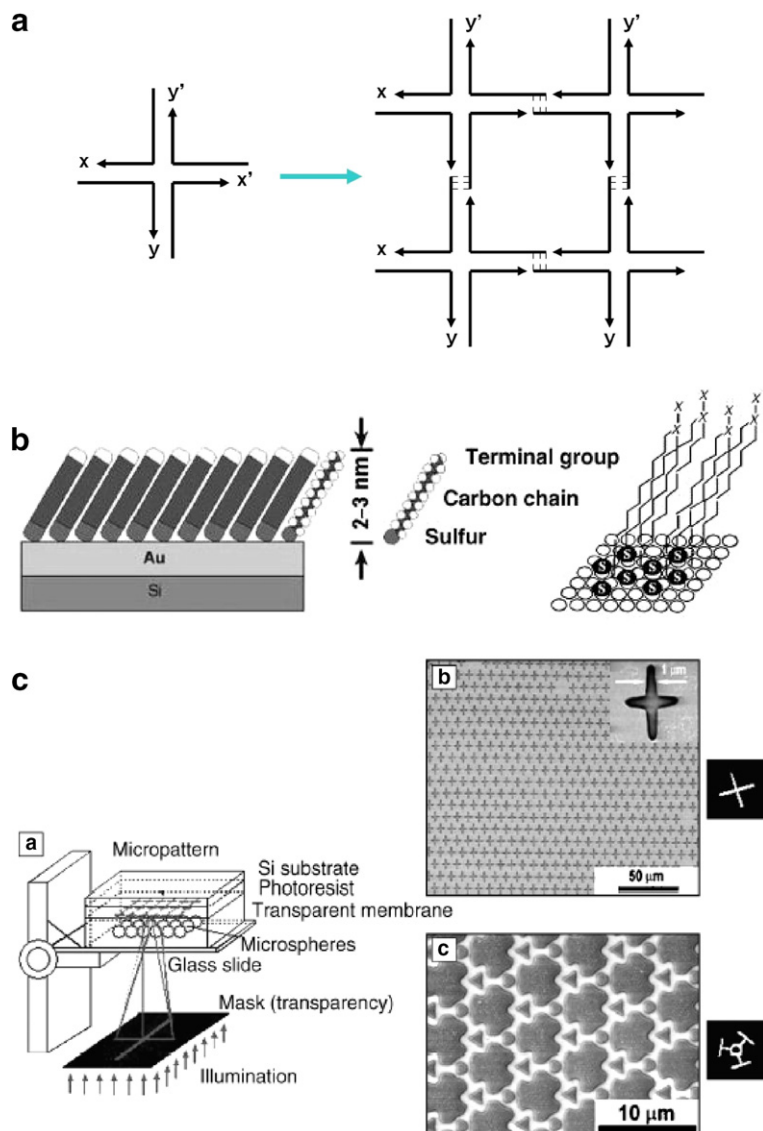 a
y'
x
x'
y
y'
y'
x
x
y
y
b
2–3 nm
Terminal group
Carbon chain
Sulfur
Au
Si
X
X
X
X
X
X
X
X
S
S
S
S
S
S
S
c
a
Micropattern
Si substrate
Photoresist
Transparent membrane
Microspheres
Glass slide
Mask (transparency)
Illumination
b
1 μm
50 μm
c
10 μm